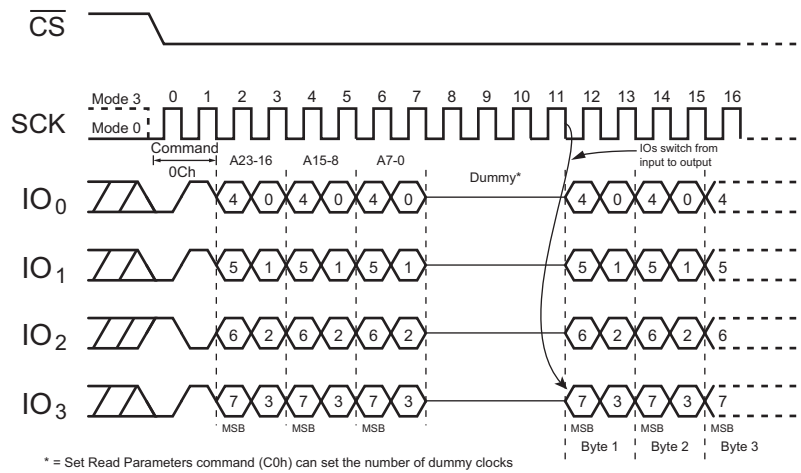 CS
Mode 3
Mode 0
SCK
0 1 2 3 4 5 6 7 8 9 10 11 12 13 14 15 16
Command
0Ch
A23-16 A15-8 A7-0
Dummy*
IOs switch from
input to output
IO0 4 0 4 0 4 0 4 0 4 0 4
IO1 5 1 5 1 5 1 5 1 5 1 5
IO2 6 2 6 2 6 2 6 2 6 2 6
IO3 7 3 7 3 7 3 7 3 7 3 7
MSB MSB MSB MSB MSB MSB
Byte 1 Byte 2 Byte 3
* = Set Read Parameters command (C0h) can set the number of dummy clocks